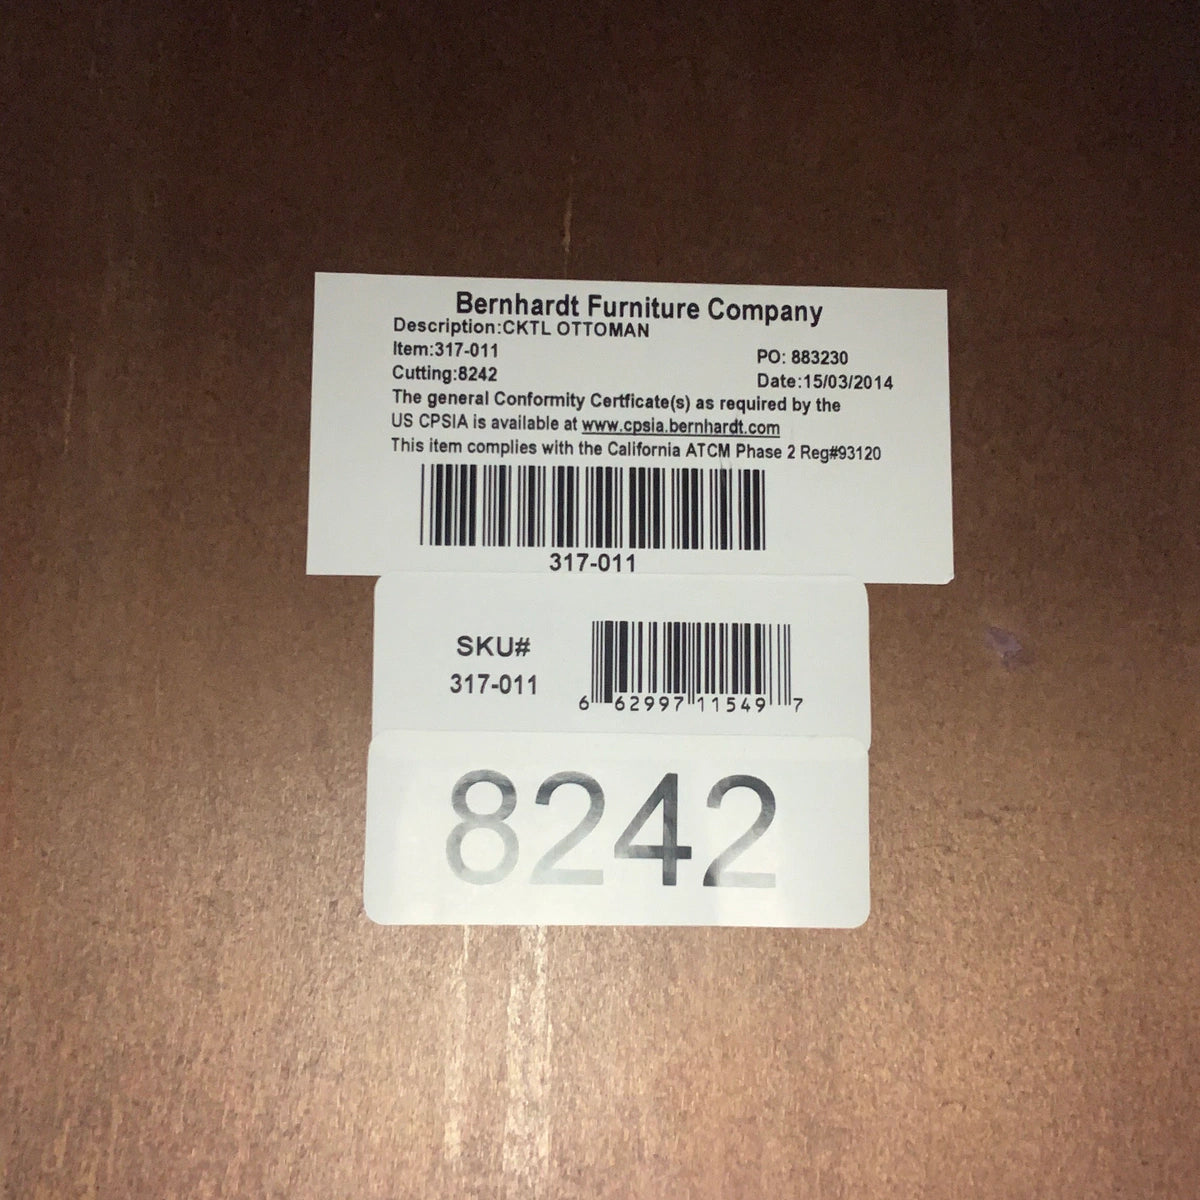 Bernhardt Furniture Company
Description:CKTL OTTOMAN
Item:317-011
PO: 883230
Cutting:8242
Date:15/03/2014
The general Conformity Certficate(s) as required by the
US CPSIA is available at www.cpsia.bernhardt.com
This item complies with the California ATCM Phase 2 Reg#93120
317-011
SKU#
317-011
6 62997 11549 7
8242